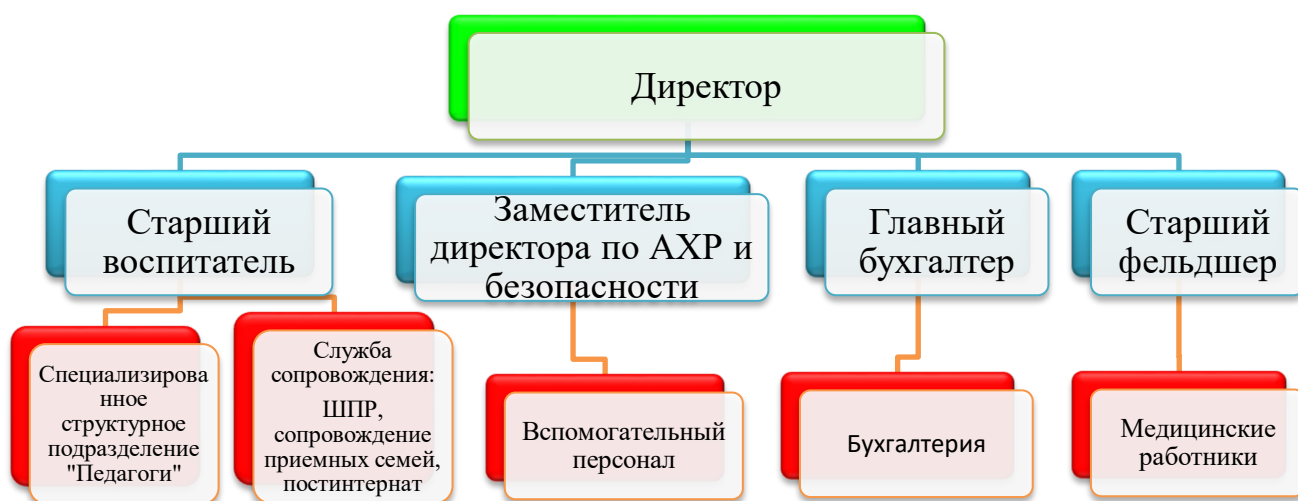 Директор
Старший
воспитатель
Заместитель
директора по АХР и
безопасности
Главный
бухгалтер
Старший
фельдшер
Специализирова
нное
структурное
подразделение
"Педагоги"
Служба
сопровождения:
ШПР,
сопровождение
приемных семей,
постинтернат
Вспомогательный
персонал
Бухгалтерия
Медицинские
работники